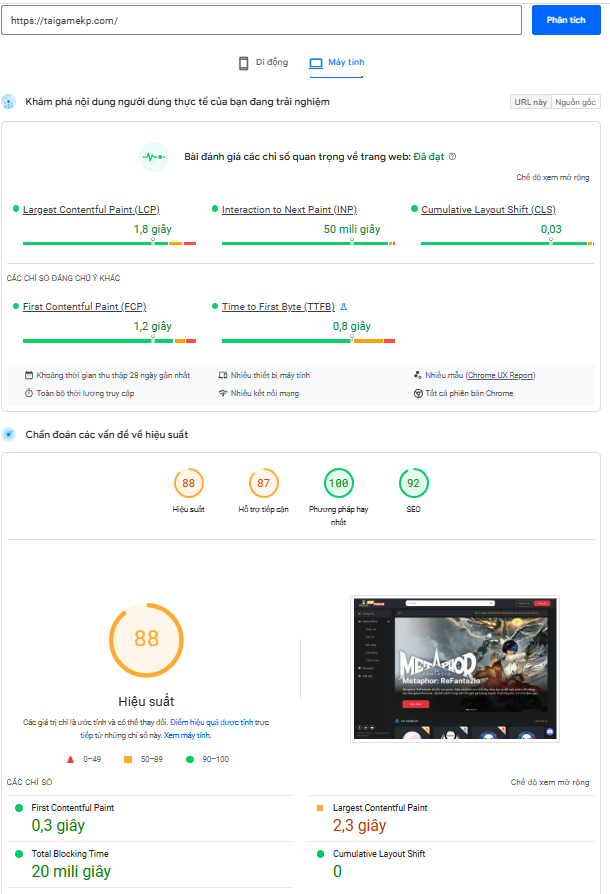 https://taigamekp.com/
Phân tích
Di động
Máy tính
Khám phá nội dung người dùng thực tế của bạn đang trải nghiệm
URL này
Nguồn gốc
Bài đánh giá các chỉ số quan trọng về trang web: Đã đạt
Chế độ xem mở rộng
Largest Contentful Paint (LCP)
1,8 giây
Interaction to Next Paint (INP)
50 mili giây
Cumulative Layout Shift (CLS)
0,03
CÁC CHỈ SỐ ĐÁNG CHÚ Ý KHÁC
First Contentful Paint (FCP)
1,2 giây
Time to First Byte (TTFB)
0,8 giây
Khoảng thời gian thu thập 28 ngày gần nhất
Nhiều thiết bị máy tính
Nhiều mẫu (Chrome UX Report)
Toàn bộ thời lượng truy cập
Nhiều kết nối mạng
Tất cả phiên bản Chrome
Chẩn đoán các vấn đề về hiệu suất
88
87
100
92
Hiệu suất
Hỗ trợ tiếp cận
Phương pháp hay
nhất
SEO
88
Hiệu suất
Các giá trị chỉ là ước tính và có thể thay đổi. Điểm hiệu quả được tính trực
tiếp từ những chỉ số này. Xem máy tính.
0–49
50–89
90–100
METAPHOR
REFANTAZIO
Metaphor: ReFantazio
CÁC CHỈ SỐ
Chế độ xem mở rộng
First Contentful Paint
0,3 giây
Largest Contentful Paint
2,3 giây
Total Blocking Time
20 mili giây
Cumulative Layout Shift
0